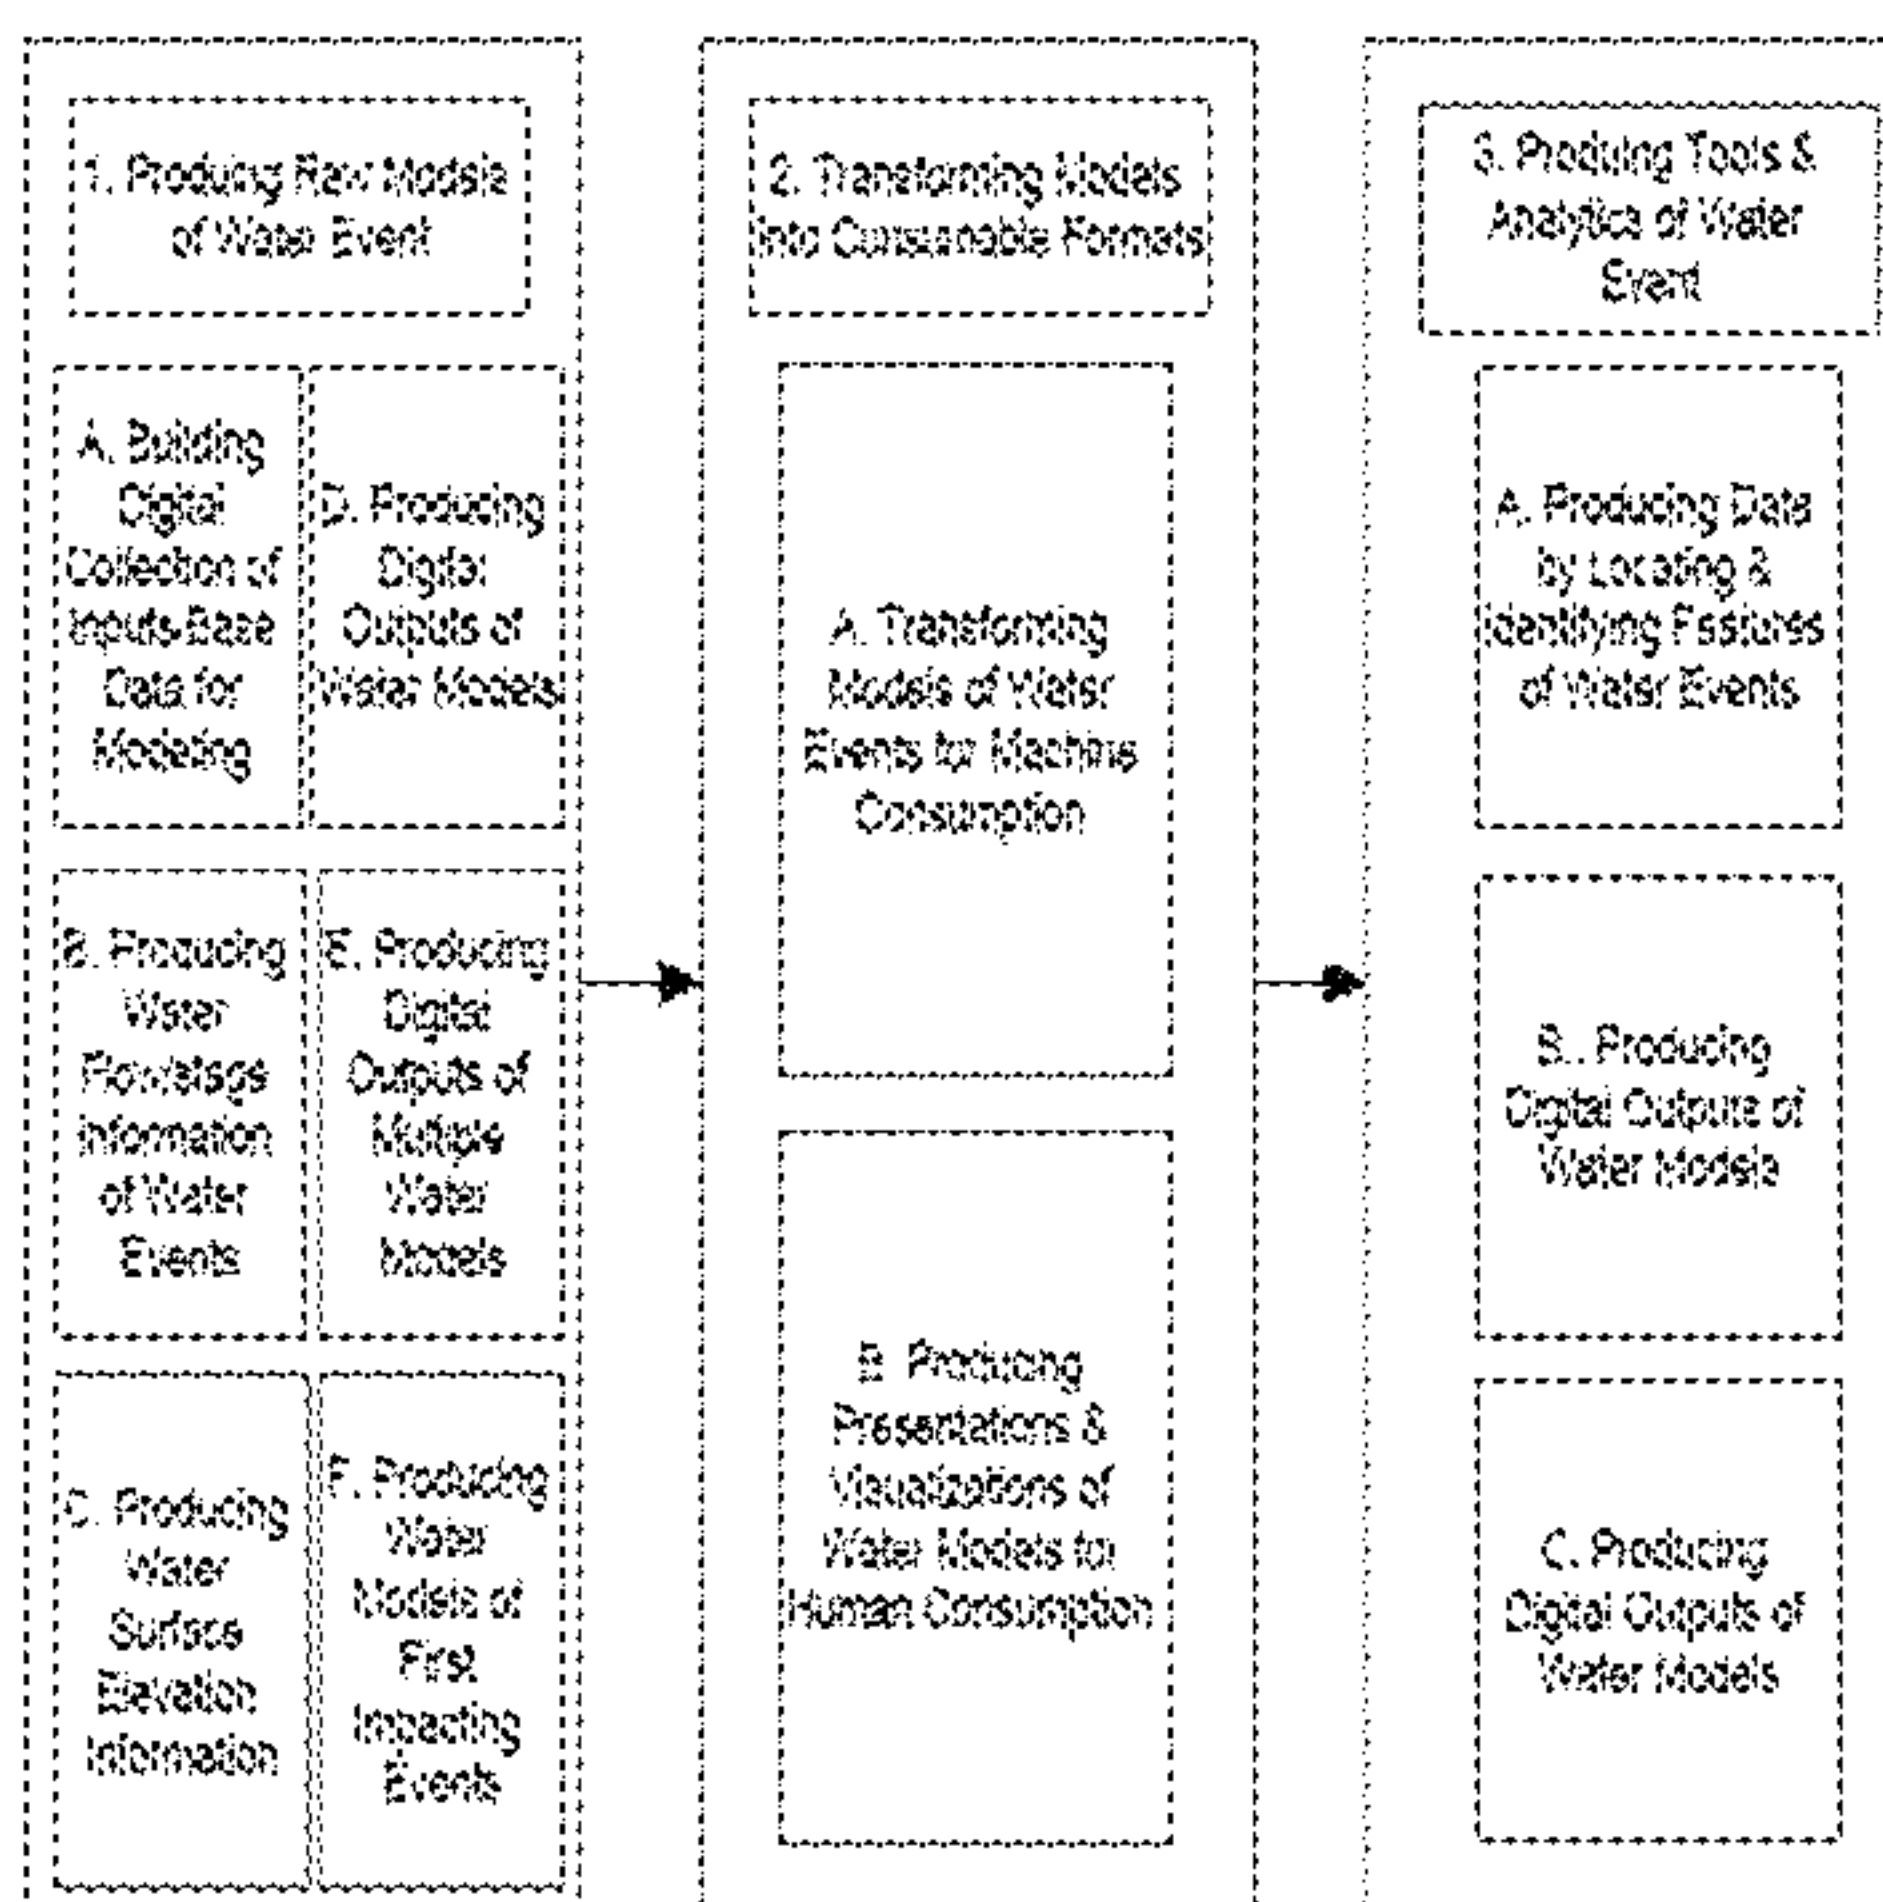 1. Producing Raw Models
of Water Event
A. Building
Digital
Collection of
Inputs-Base
Data for
Modeling
D. Producing
Digital
Outputs of
Water Models
B. Producing
Water
Flow/stage
Information
of Water
Events
E. Producing
Digital
Outputs of
Multiple
Water
Models
C. Producing
Water
Surface
Elevation
Information
F. Producing
Water
Models of
First
Impacting
Events
2. Transforming Models
into Consumable Formats
A. Transforming
Models of Water
Events for Machine
Consumption
B. Producing
Presentations &
Visualizations of
Water Models for
Human Consumption
3. Producing Tools &
Analytics of Water
Event
A. Producing Data
by Locating &
Identifying Features
of Water Events
B.. Producing
Digital Outputs of
Water Models
C. Producing
Digital Outputs of
Water Models